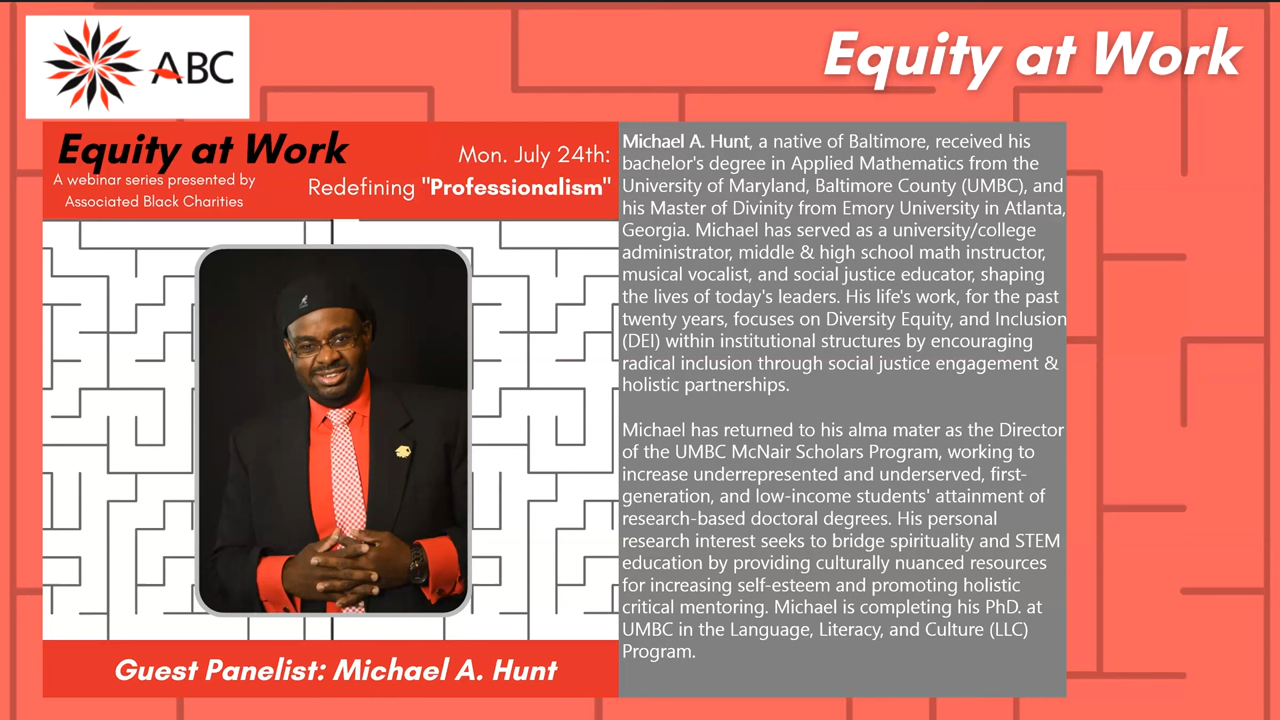 ABC
Equity at Work
Equity at Work
A webinar series presented by
Associated Black Charities
Mon. July 24th:
Redefining "Professionalism"
Guest Panelist: Michael A. Hunt
Michael A. Hunt, a native of Baltimore, received his
bachelor's degree in Applied Mathematics from the
University of Maryland, Baltimore County (UMBC), and
his Master of Divinity from Emory University in Atlanta,
Georgia. Michael has served as a university/college
administrator, middle & high school math instructor,
musical vocalist, and social justice educator, shaping
the lives of today's leaders. His life's work, for the past
twenty years, focuses on Diversity Equity, and Inclusion
(DEI) within institutional structures by encouraging
radical inclusion through social justice engagement &
holistic partnerships.
Michael has returned to his alma mater as the Director
of the UMBC McNair Scholars Program, working to
increase underrepresented and underserved, first-
generation, and low-income students' attainment of
research-based doctoral degrees. His personal
research interest seeks to bridge spirituality and STEM
education by providing culturally nuanced resources
for increasing self-esteem and promoting holistic
critical mentoring. Michael is completing his PhD. at
UMBC in the Language, Literacy, and Culture (LLC)
Program.